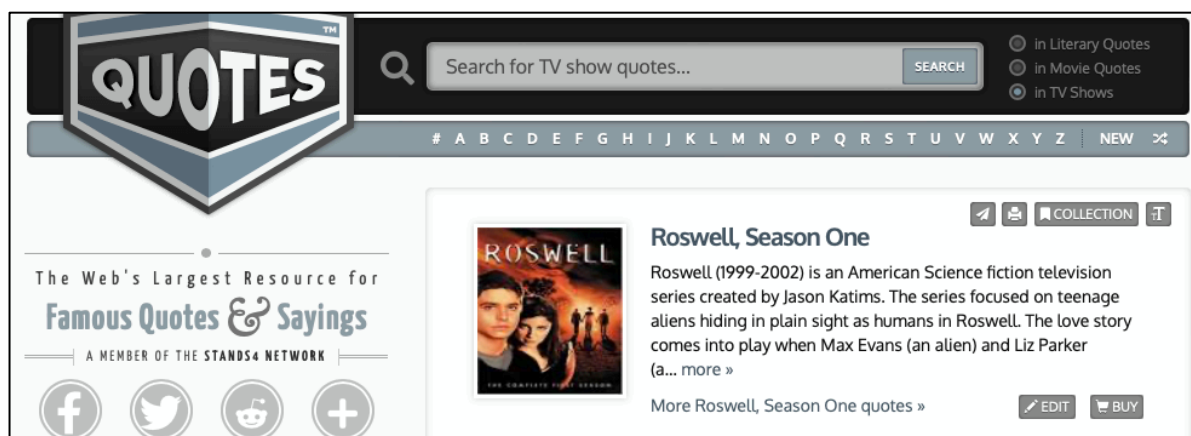 QUOTES
TM
Search for TV show quotes...
SEARCH
in Literary Quotes
in Movie Quotes
in TV Shows
# A B C D E F G H I J K L M N O P Q R S T U V W X Y Z NEW
The Web's Largest Resource for
Famous Quotes & Sayings
A MEMBER OF THE STANDS4 NETWORK
COLLECTION
ROSWELL
THE COMPLETE FIRST SEASON
Roswell, Season One
Roswell (1999-2002) is an American Science fiction television
series created by Jason Katims. The series focused on teenage
aliens hiding in plain sight as humans in Roswell. The love story
comes into play when Max Evans (an alien) and Liz Parker
(a... more »
More Roswell, Season One quotes »
EDIT
BUY